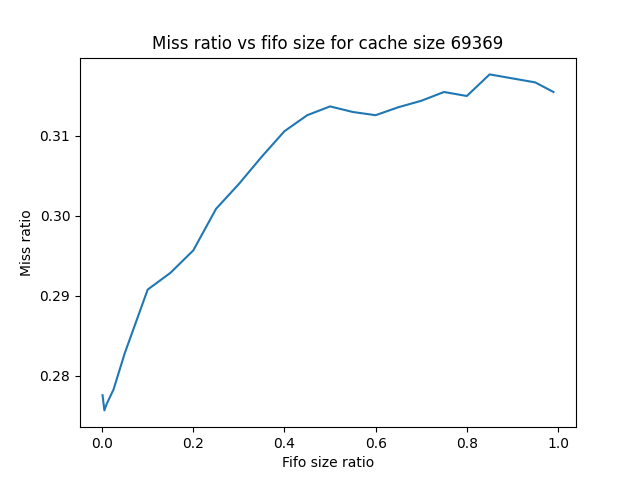 Miss ratio vs fifo size for cache size 69369
Miss ratio
0.31
0.30
0.29
0.28
0.0 0.2 0.4 0.6 0.8 1.0
Fifo size ratio